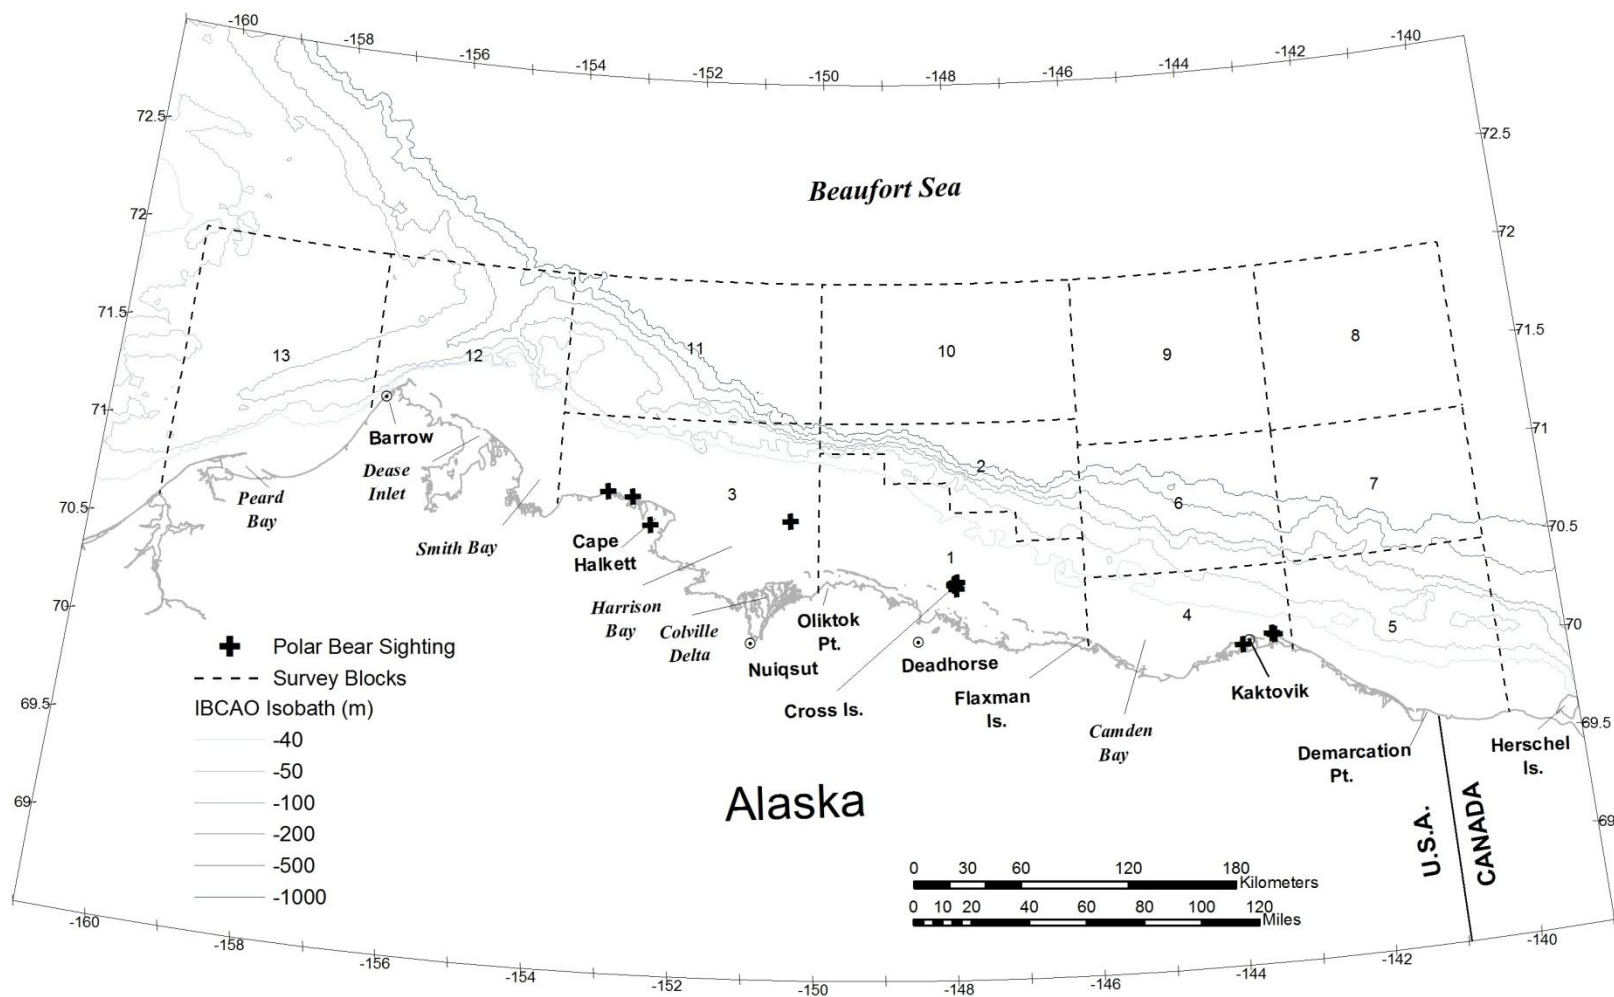 -160
-158
-156
-154
-152
-150
-148
-146
-144
-142
-140
72.5
72.5
72
72
71.5
71.5
71
71
70.5
70.5
70
70
69.5
69.5
69
69
Beaufort Sea
13
12
11
10
9
8
3
2
6
7
1
4
5
Barrow
Peard
Bay
Dease
Inlet
Smith Bay
Cape
Halkett
Harrison
Bay
Colville
Delta
Nuiqsut
Oliktok
Pt.
Cross Is.
Deadhorse
Flaxman
Is.
Camden
Bay
Kaktovik
Demarcation
Pt.
Herschel
Is.
Alaska
U.S.A.
CANADA
Polar Bear Sighting
Survey Blocks
IBCAO Isobath (m)
-40
-50
-100
-200
-500
-1000
0 30 60 120 180
Kilometers
0 10 20 40 60 80 100 120
Miles
-160
-158
-156
-154
-152
-150
-148
-146
-144
-142
-140